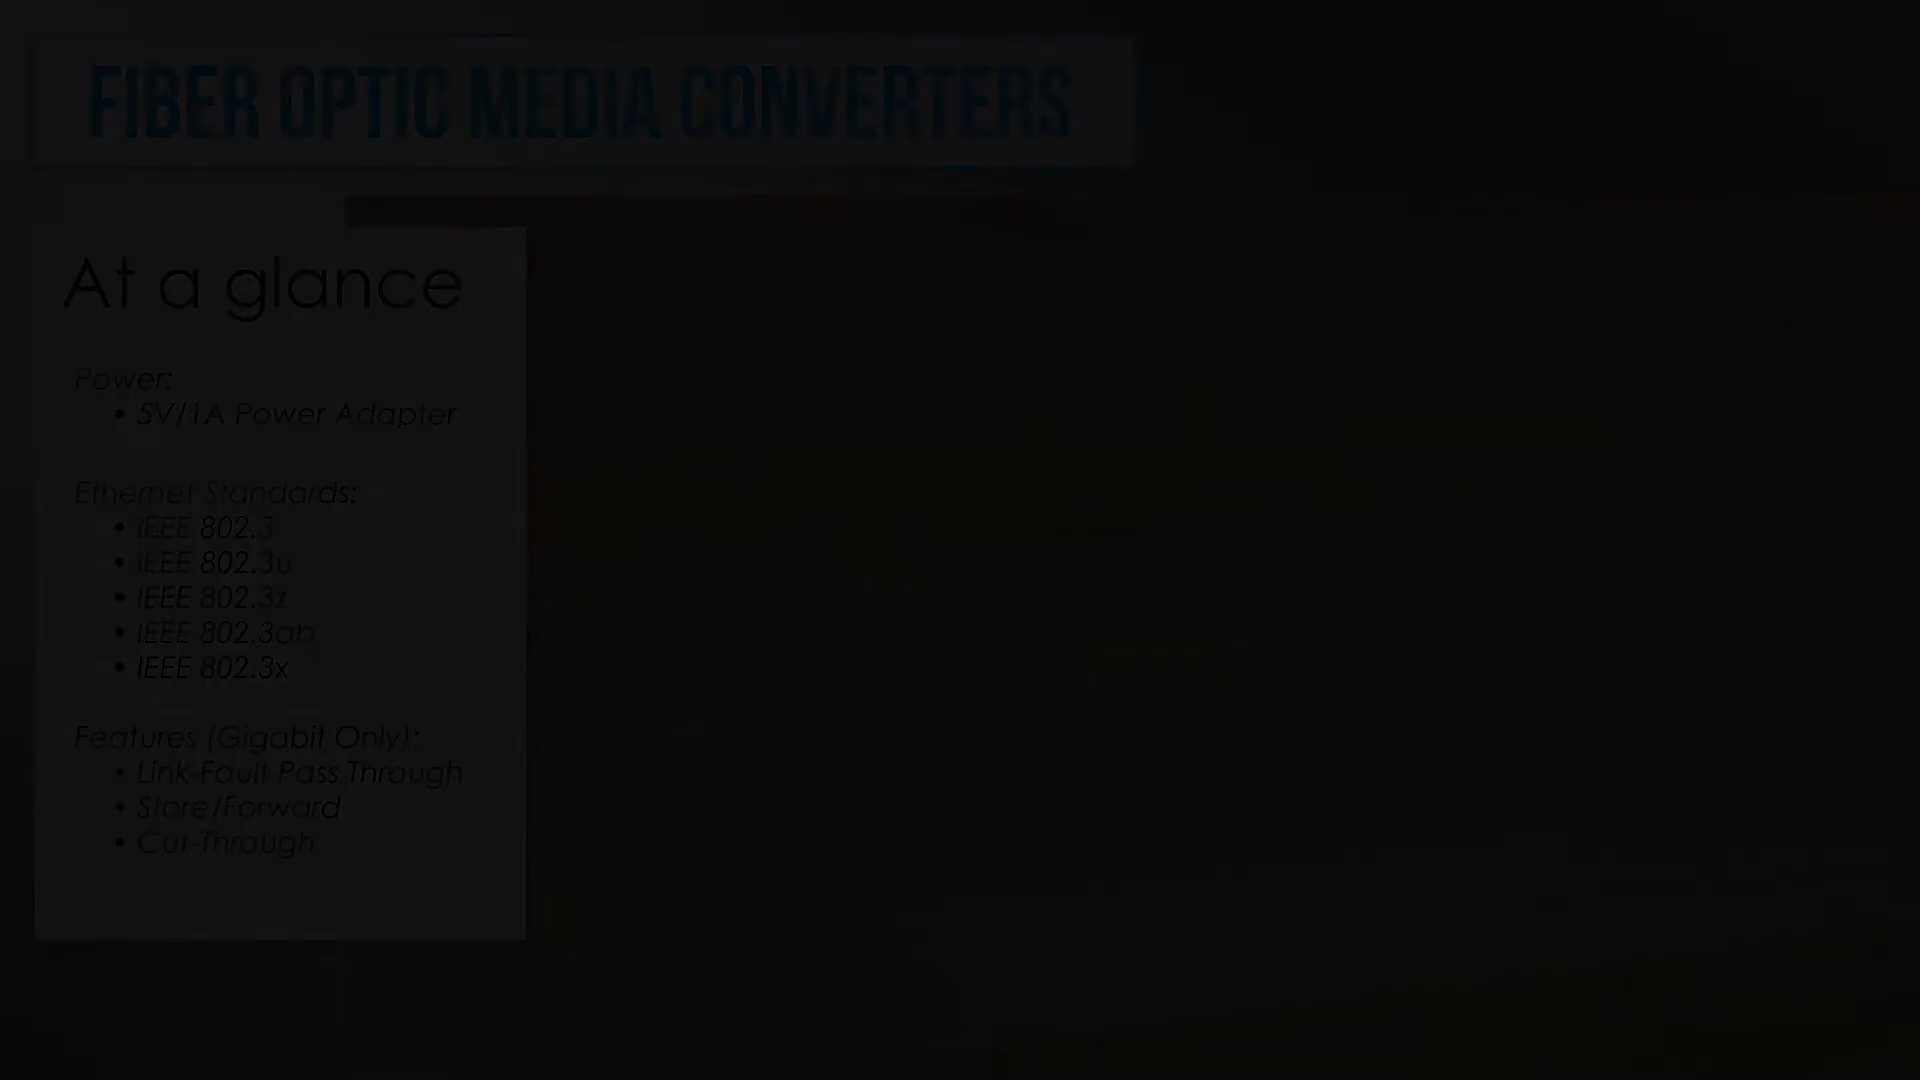 FIBER OPTIC MEDIA CONVERTERS
At a glance
Power:
• 5V/1A Power Adapter
Ethernet Standards:
• IEEE 802.3
• IEEE 802.3u
• IEEE 802.3z
• IEEE 802.3ab
• IEEE 802.3x
Features (Gigabit Only):
• Link-Fault Pass Through
• Store/Forward
• Cut-Through